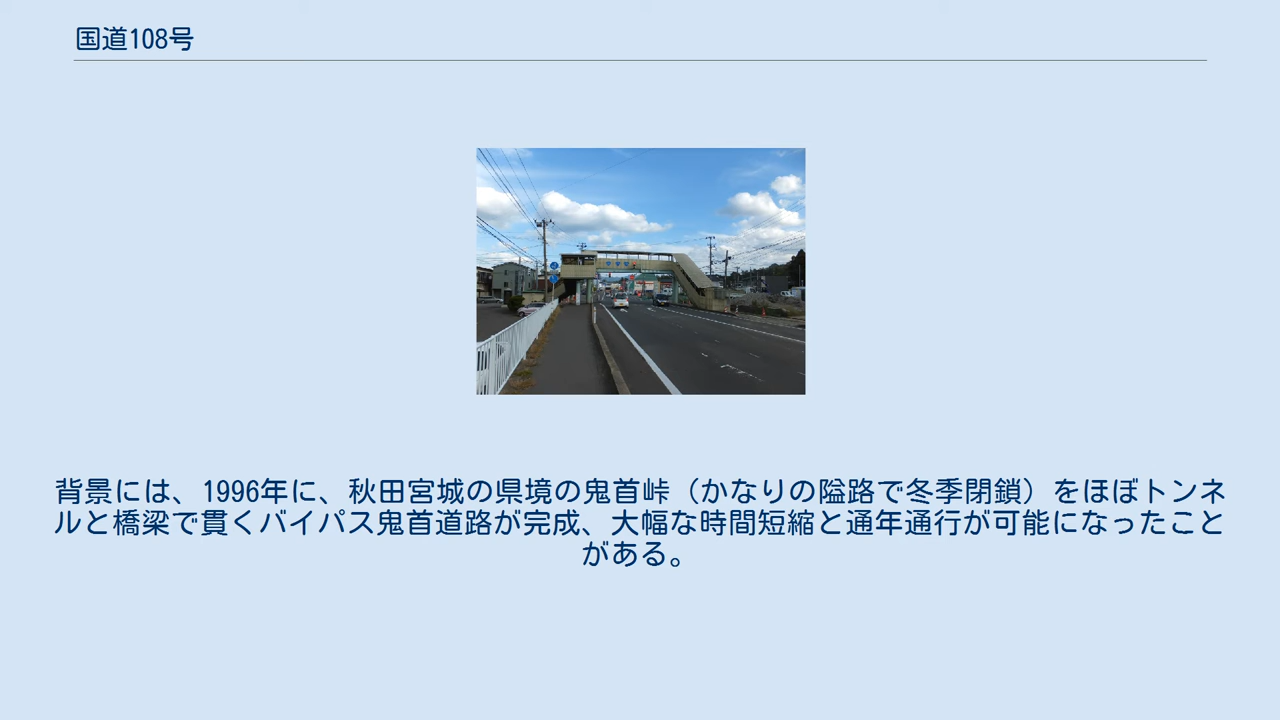 国道108号
背景には、1996年に、秋田宮城の県境の鬼首峠（かなりの隘路で冬季閉鎖）をほぼトンネ
ルと橋梁で貫くバイパス鬼首道路が完成、大幅な時間短縮と通年通行が可能になったこと
がある。